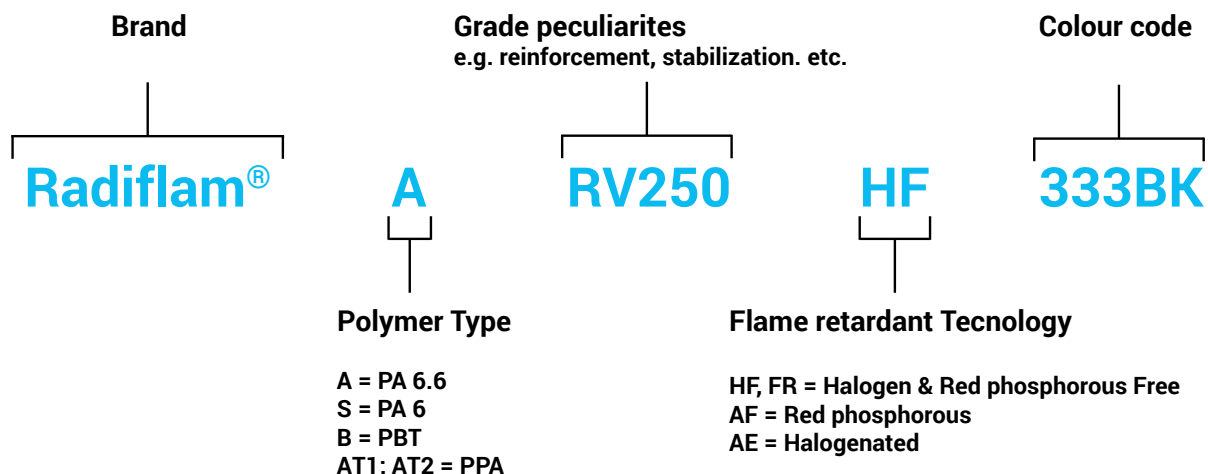 Brand
Grade peculiarites
e.g. reinforcement, stabilization. etc.
Colour code
Radiflam® A RV250 HF 333BK
Polymer Type
A = PA 6.6
S = PA 6
B = PBT
AT1; AT2 = PPA
Flame retardant Tecnology
HF, FR = Halogen & Red phosphorous Free
AF = Red phosphorous
AE = Halogenated